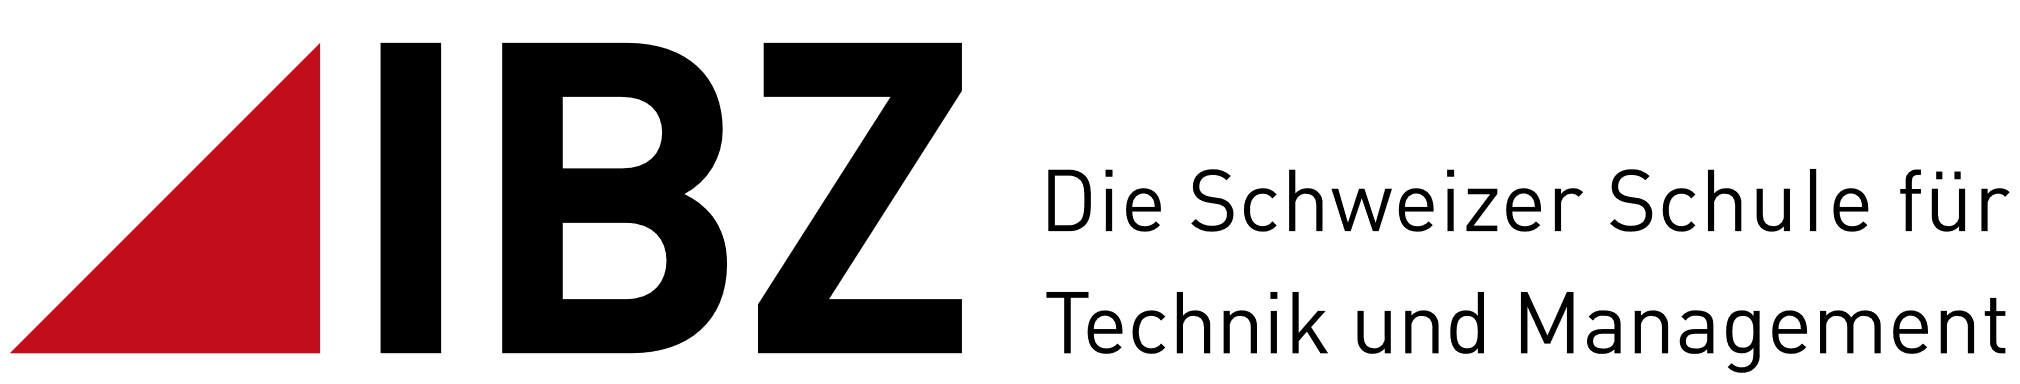 IBZ
Die Schweizer Schule für
Technik und Management